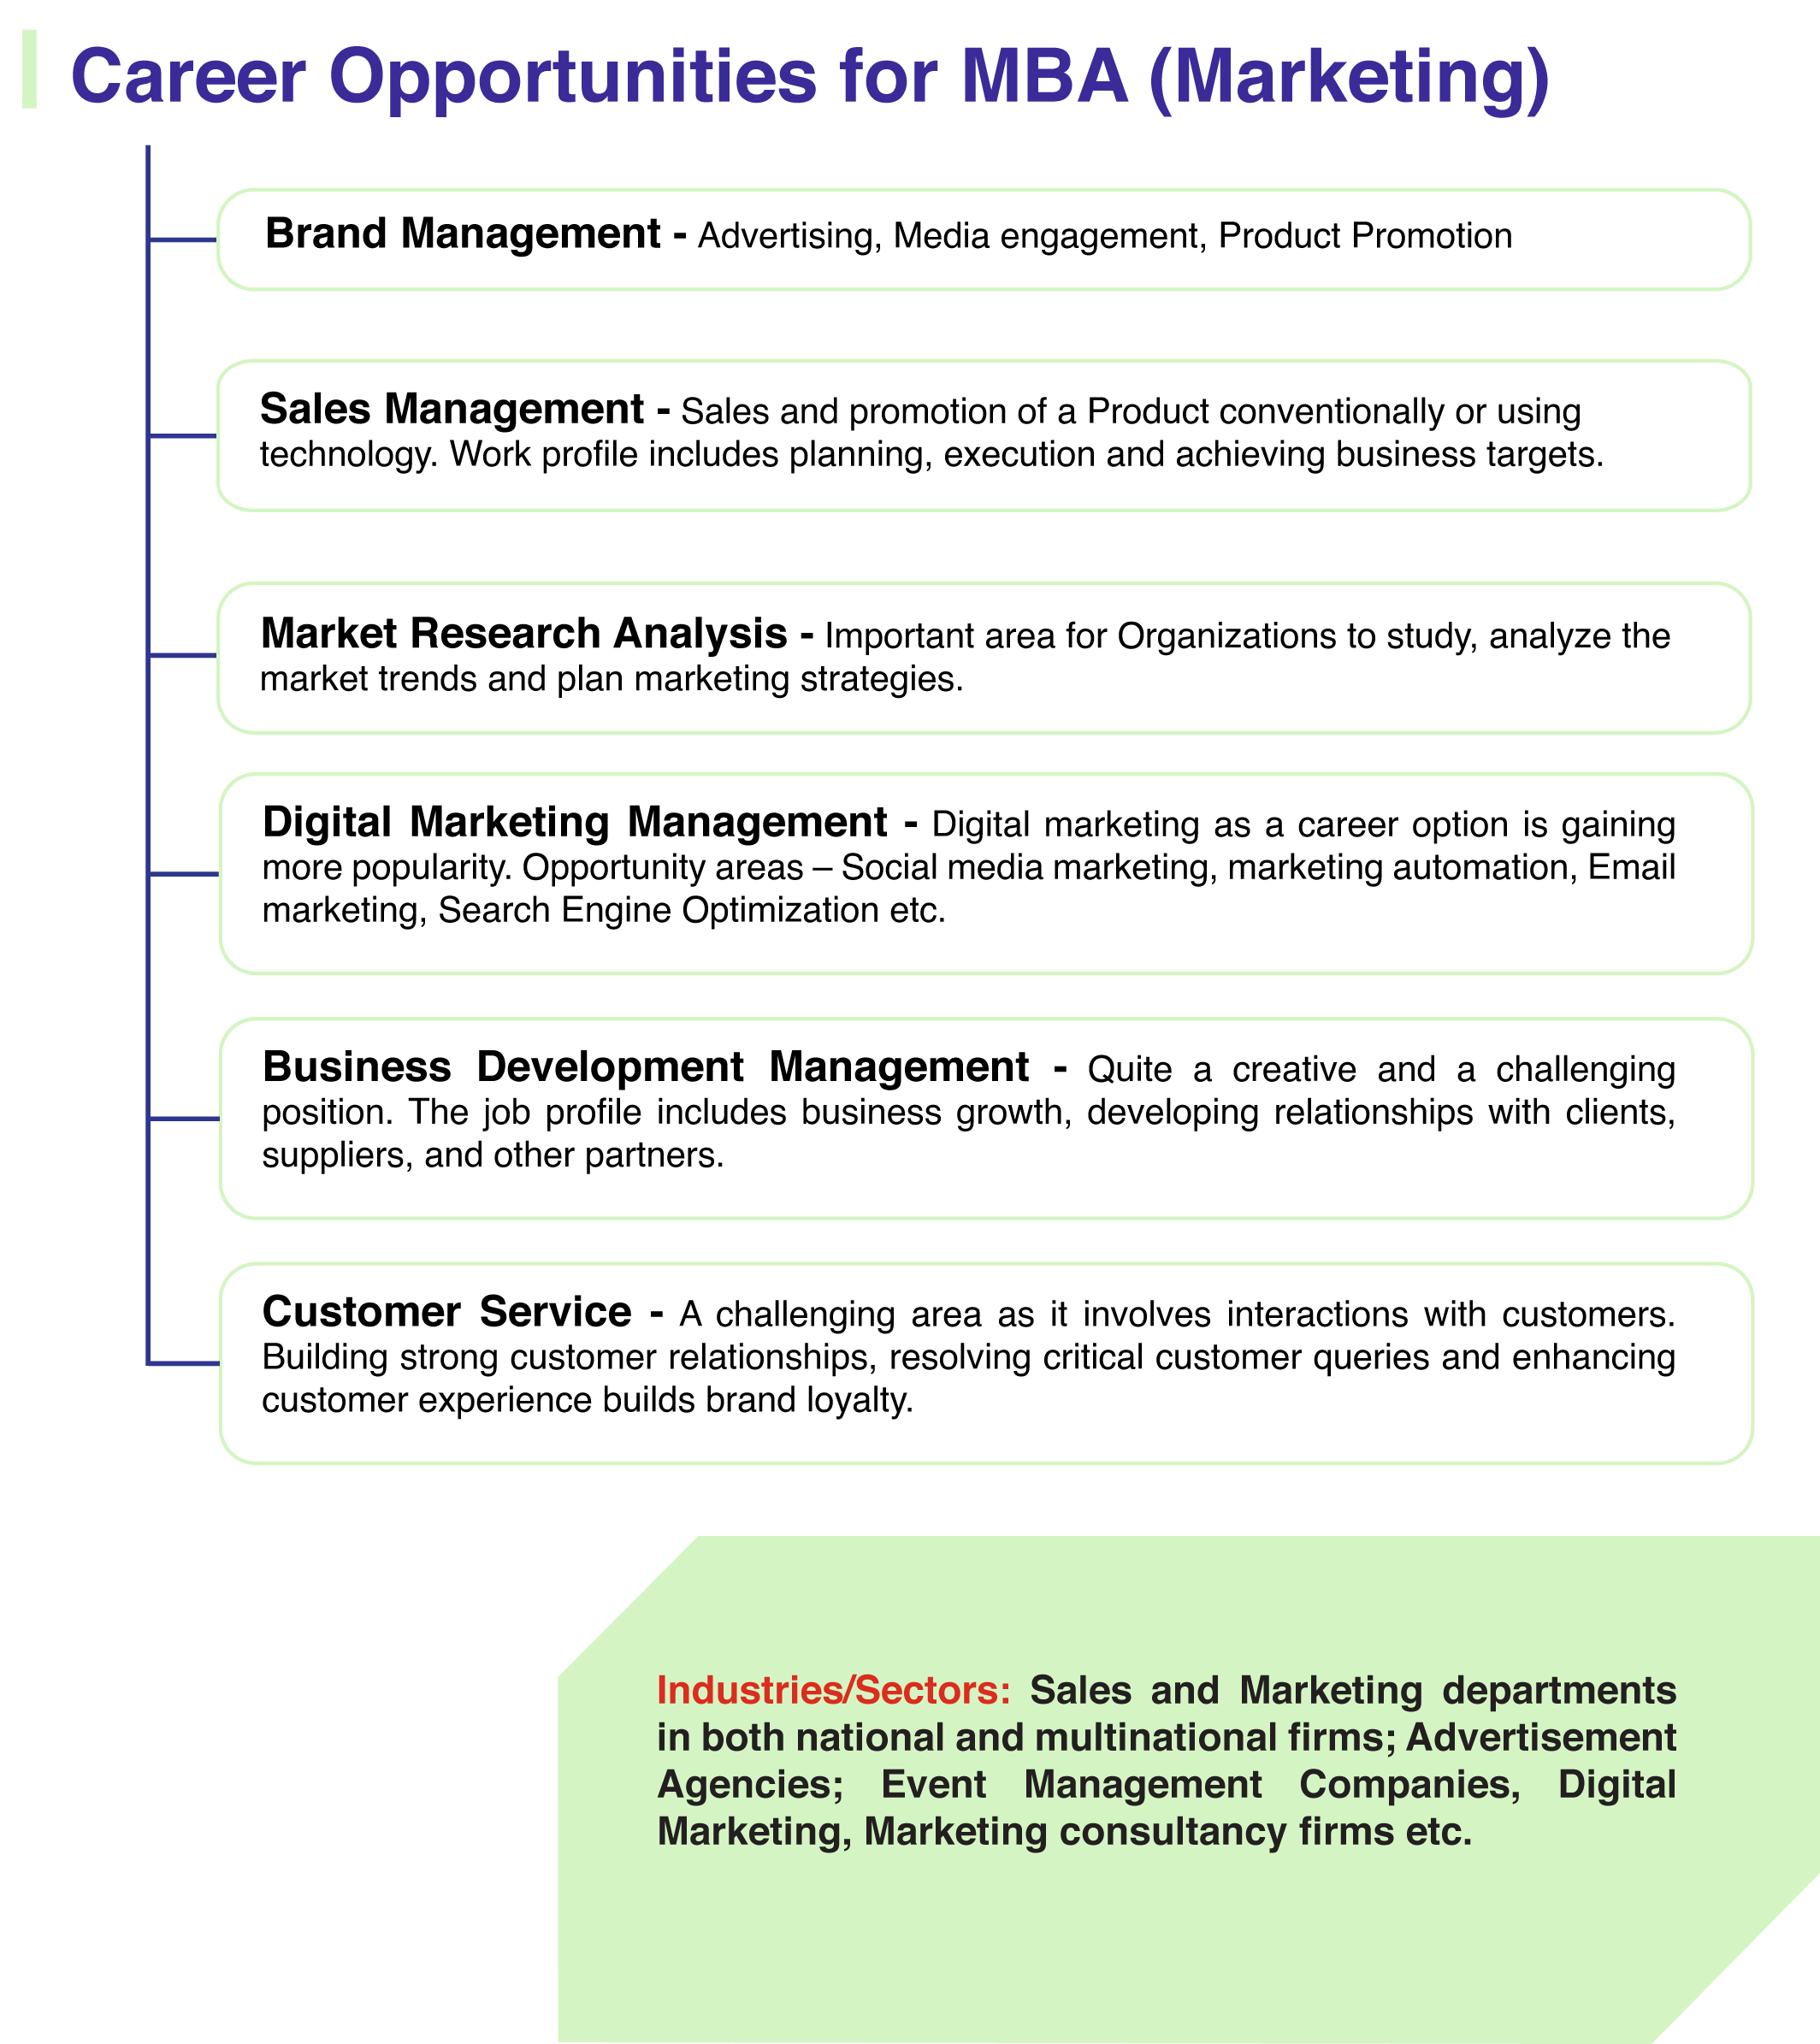 Career Opportunities for MBA (Marketing)
Brand Management - Advertising, Media engagement, Product Promotion
Sales Management - Sales and promotion of a Product conventionally or using
technology. Work profile includes planning, execution and achieving business targets.
Market Research Analysis - Important area for Organizations to study, analyze the
market trends and plan marketing strategies.
Digital Marketing Management - Digital marketing as a career option is gaining
more popularity. Opportunity areas – Social media marketing, marketing automation, Email
marketing, Search Engine Optimization etc.
Business Development Management - Quite a creative and a challenging
position. The job profile includes business growth, developing relationships with clients,
suppliers, and other partners.
Customer Service - A challenging area as it involves interactions with customers.
Building strong customer relationships, resolving critical customer queries and enhancing
customer experience builds brand loyalty.
Industries/Sectors: Sales and Marketing departments
in both national and multinational firms; Advertisement
Agencies; Event Management Companies, Digital
Marketing, Marketing consultancy firms etc.